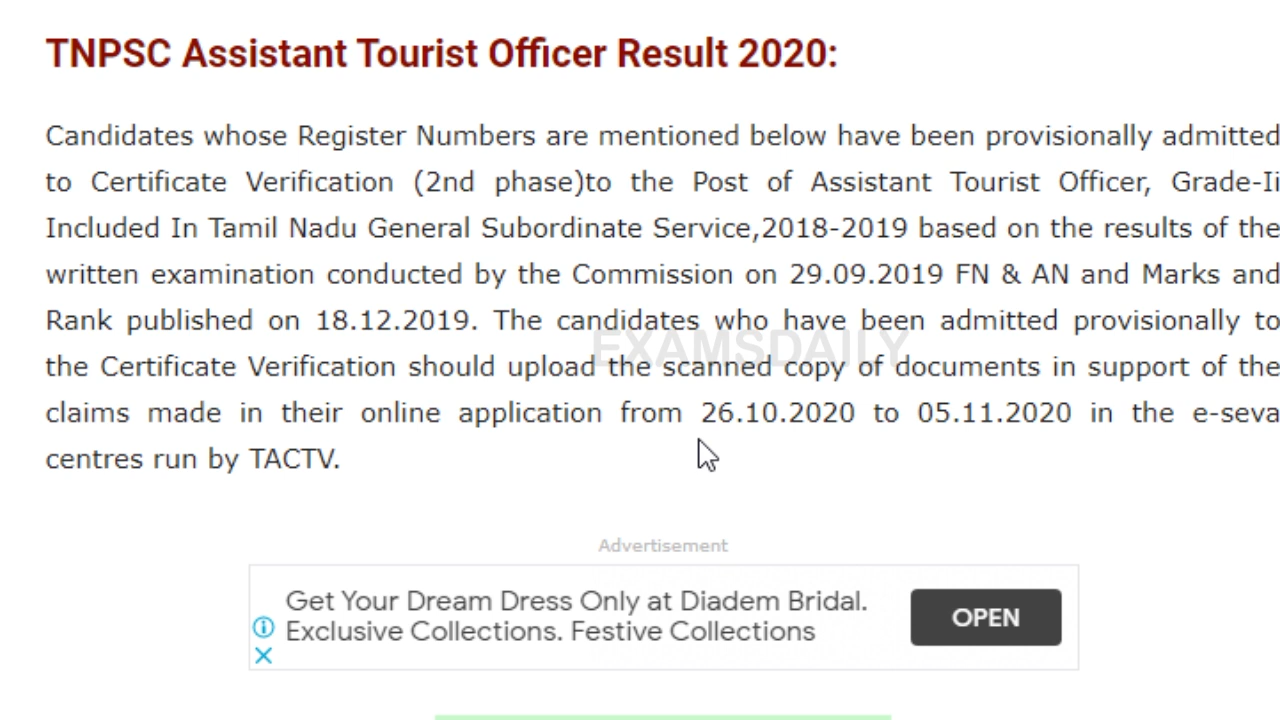 TNPSC Assistant Tourist Officer Result 2020:
Candidates whose Register Numbers are mentioned below have been provisionally admitted
to Certificate Verification (2nd phase)to the Post of Assistant Tourist Officer, Grade-Ii
Included In Tamil Nadu General Subordinate Service,2018-2019 based on the results of the
written examination conducted by the Commission on 29.09.2019 FN & AN and Marks and
Rank published on 18.12.2019. The candidates who have been admitted provisionally to
EXAMSDAILY
the Certificate Verification should upload the scanned copy of documents in support of the
claims made in their online application from 26.10.2020 to 05.11.2020 in the e-seva
centres run by TACTV.
Advertisement
Get Your Dream Dress Only at Diadem Bridal.
Exclusive Collections. Festive Collections
OPEN